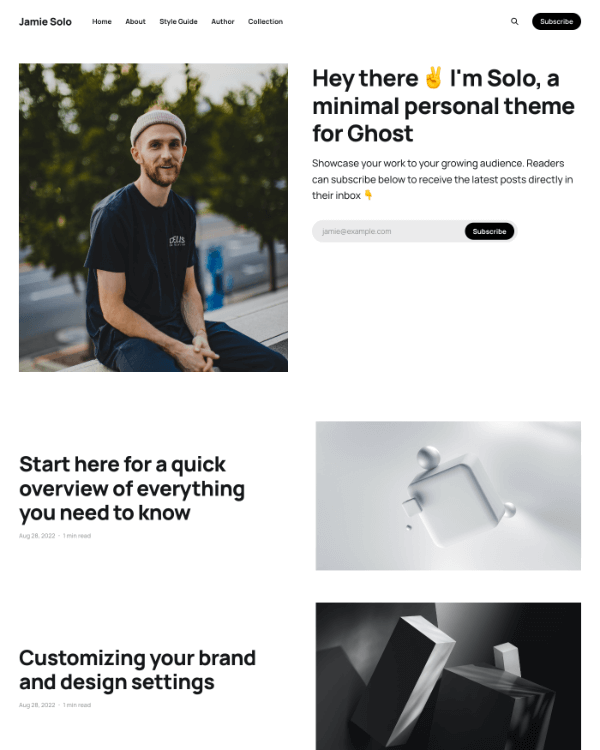 Jamie Solo Home About Style Guide Author Collection Subscribe
Hey there ✌️ I'm Solo, a
minimal personal theme
for Ghost
Showcase your work to your growing audience. Readers
can subscribe below to receive the latest posts directly in
their inbox 👇
jamie@example.com Subscribe
Start here for a quick
overview of everything
you need to know
Aug 28, 2022 - 1 min read
Customizing your brand
and design settings
Aug 28, 2022 - 1 min read